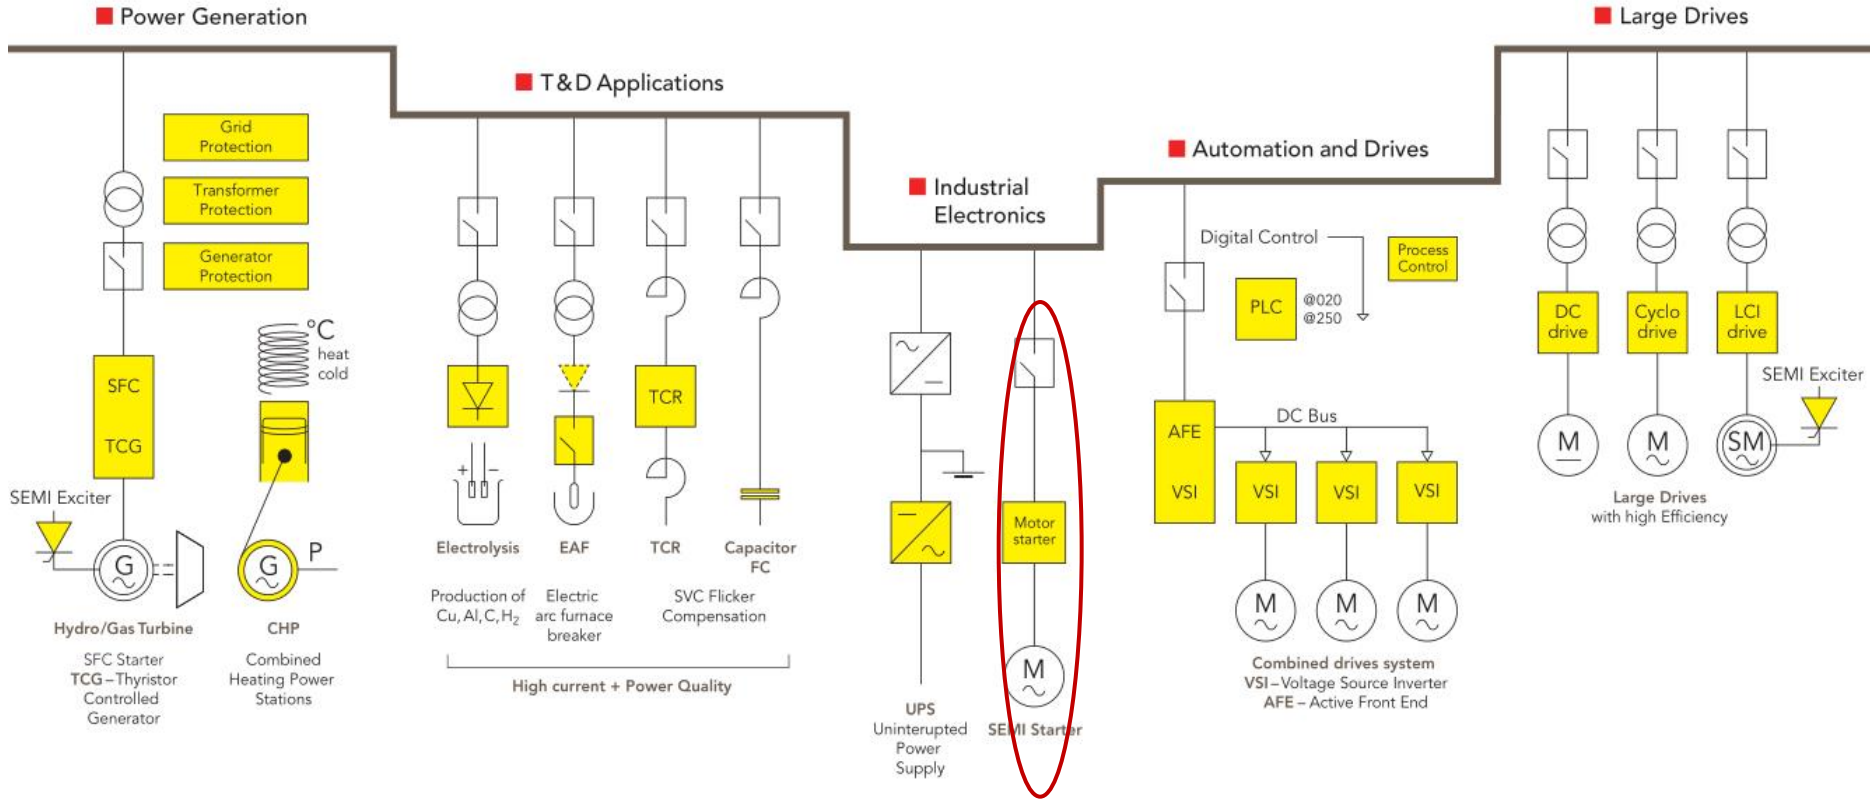 Power Generation
Grid
Protection
Transformer
Protection
Generator
Protection
°C
heat
cold
SFC
TCG
SEMI Exciter
G
G
P
Hydro/Gas Turbine
SFC Starter
TCG – Thyristor
Controlled
Generator
CHP
Combined
Heating Power
Stations
T&D Applications
TCR
+
−
Electrolysis
Production of
Cu, Al, C, H₂
EAF
Electric
arc furnace
breaker
TCR
Capacitor
FC
SVC Flicker
Compensation
High current + Power Quality
Industrial
Electronics
UPS
Uninterupted
Power
Supply
Motor
starter
M
SEMI Starter
Automation and Drives
Digital Control
PLC
@020
@250
Process
Control
AFE
VSI
DC Bus
VSI
VSI
VSI
M
M
M
Combined drives system
VSI – Voltage Source Inverter
AFE – Active Front End
Large Drives
DC
drive
Cyclo
drive
LCI
drive
SEMI Exciter
M
M
SM
Large Drives
with high Efficiency